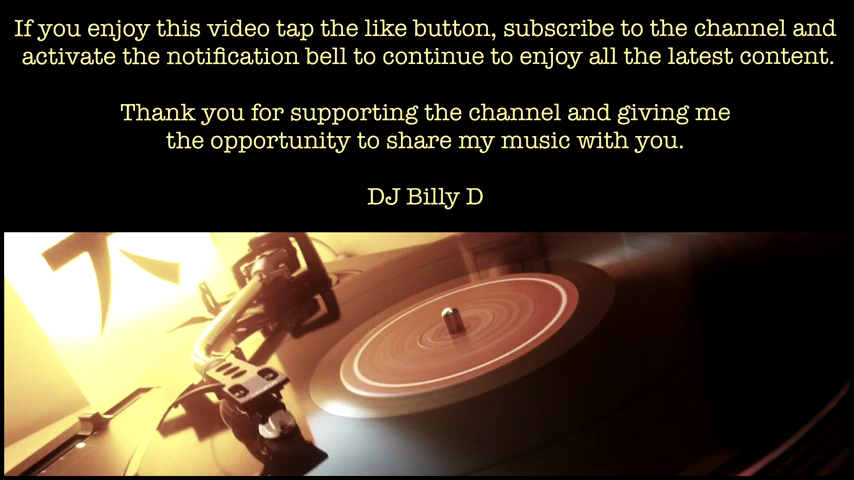 If you enjoy this video tap the like button, subscribe to the channel and
activate the notification bell to continue to enjoy all the latest content.
Thank you for supporting the channel and giving me
the opportunity to share my music with you.
DJ Billy D